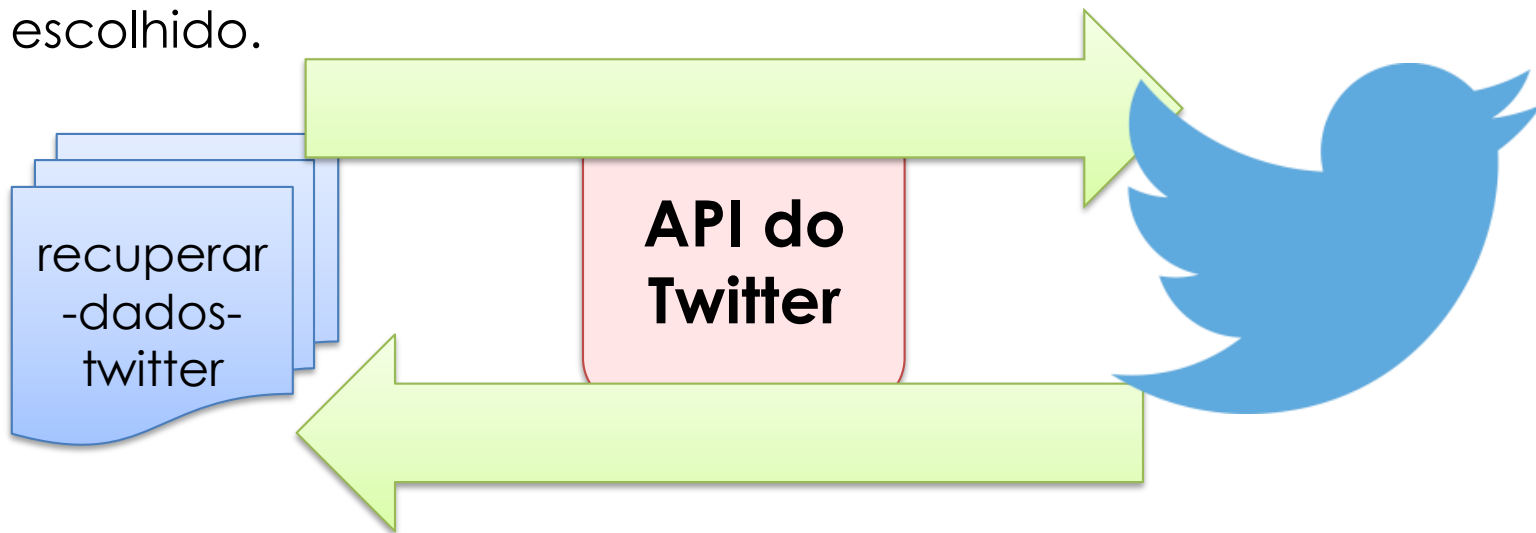 escolhido.
recuperar
-dados-
twitter
API do
Twitter